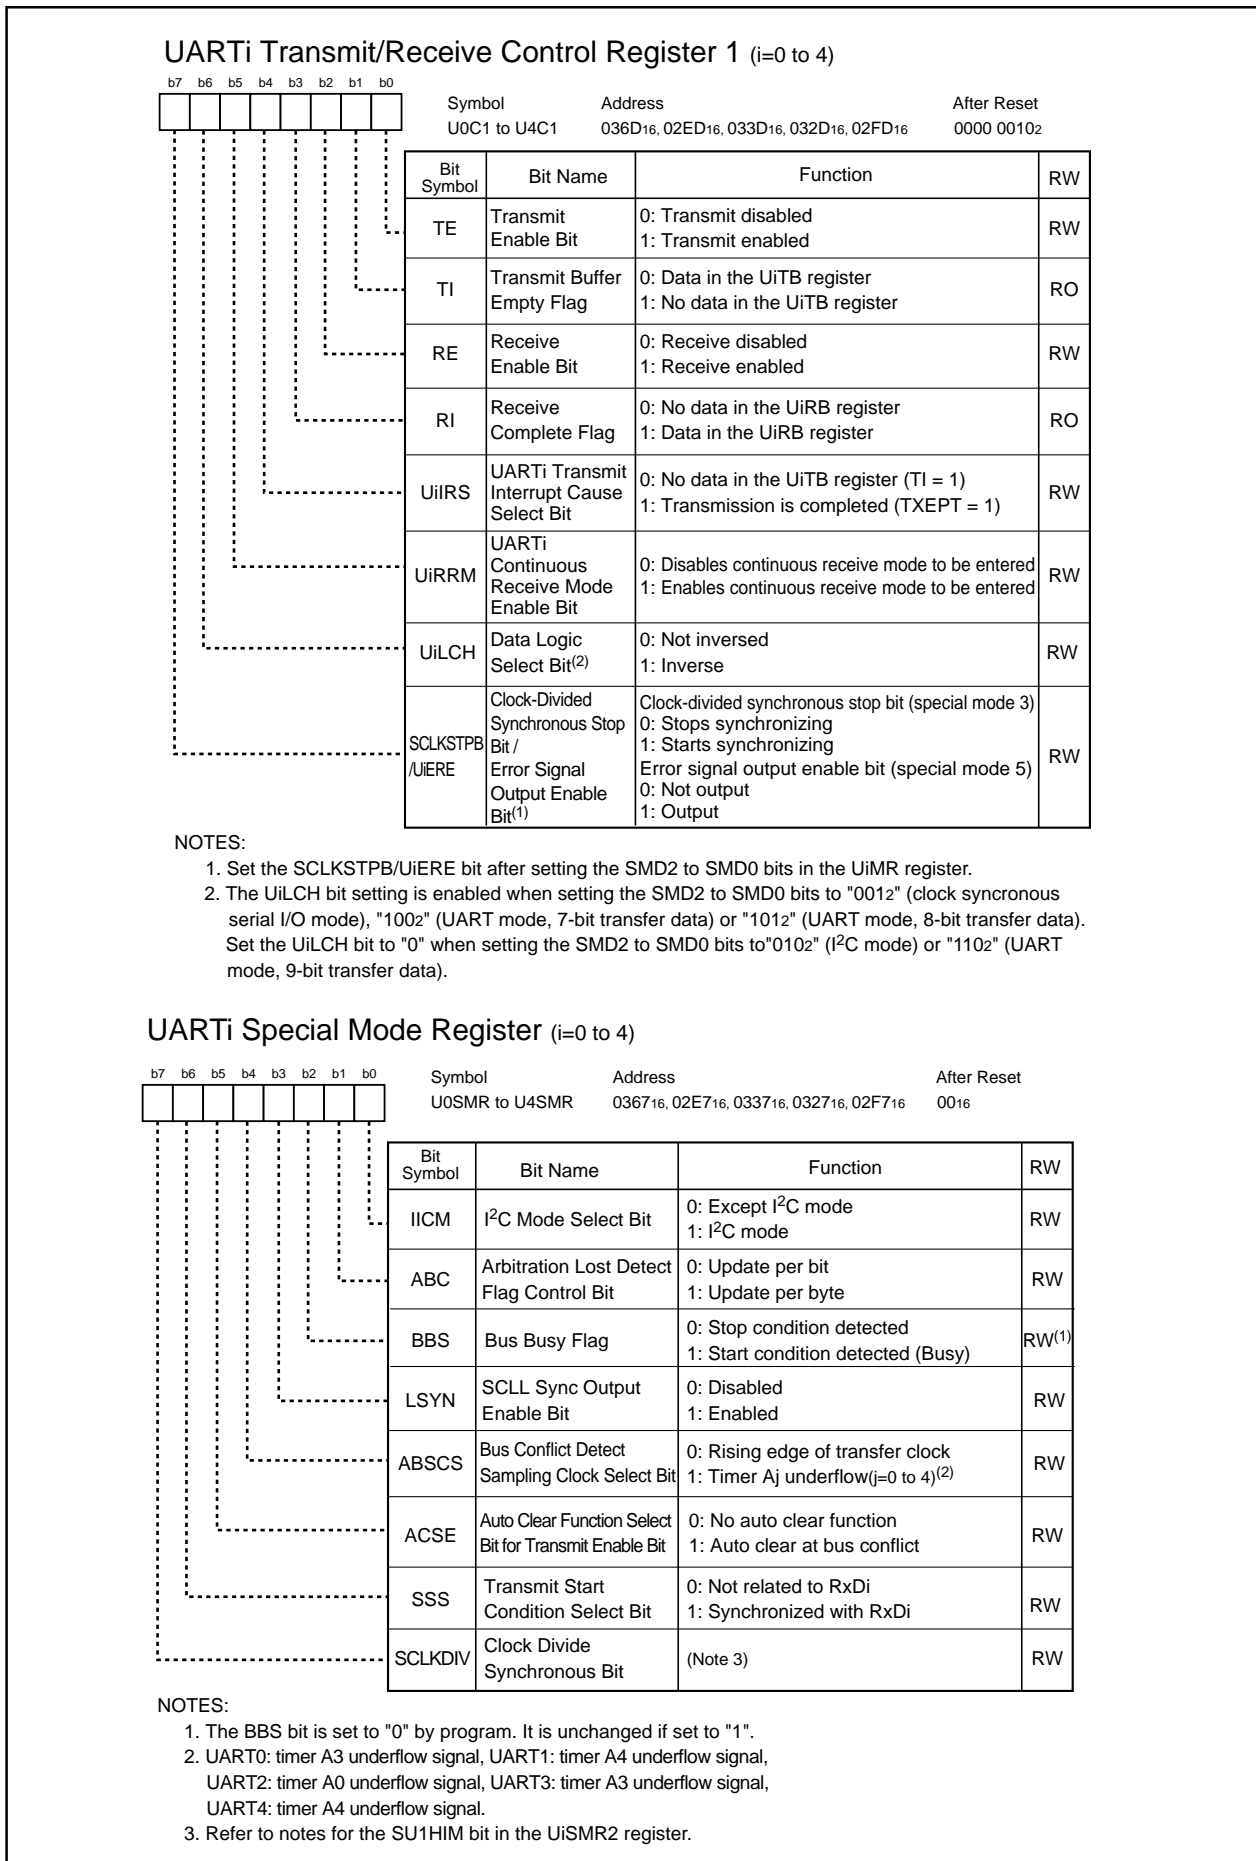 UARTi Transmit/Receive Control Register 1 (i=0 to 4)
b7 b6 b5 b4 b3 b2 b1 b0
Symbol Address After Reset
U0C1 to U4C1 036D16, 02ED16, 033D16, 032D16, 02FD16 0000 00102
Bit Symbol Bit Name Function RW
TE Transmit Enable Bit 0: Transmit disabled
1: Transmit enabled RW
TI Transmit Buffer Empty Flag 0: Data in the UiTB register
1: No data in the UiTB register RO
RE Receive Enable Bit 0: Receive disabled
1: Receive enabled RW
RI Receive Complete Flag 0: No data in the UiRB register
1: Data in the UiRB register RO
UiIRS UARTi Transmit Interrupt Cause Select Bit 0: No data in the UiTB register (TI = 1)
1: Transmission is completed (TXEPT = 1) RW
UiRRM UARTi Continuous Receive Mode Enable Bit 0: Disables continuous receive mode to be entered
1: Enables continuous receive mode to be entered RW
UiLCH Data Logic Select Bit(2) 0: Not inversed
1: Inverse RW
SCLKSTPB /UiERE Clock-Divided Synchronous Stop Bit / Error Signal Output Enable Bit(1) Clock-divided synchronous stop bit (special mode 3)
0: Stops synchronizing
1: Starts synchronizing
Error signal output enable bit (special mode 5)
0: Not output
1: Output RW
NOTES:
1. Set the SCLKSTPB/UiERE bit after setting the SMD2 to SMD0 bits in the UiMR register.
2. The UiLCH bit setting is enabled when setting the SMD2 to SMD0 bits to "0012" (clock syncronous
serial I/O mode), "1002" (UART mode, 7-bit transfer data) or "1012" (UART mode, 8-bit transfer data).
Set the UiLCH bit to "0" when setting the SMD2 to SMD0 bits to"0102" (I2C mode) or "1102" (UART
mode, 9-bit transfer data).
UARTi Special Mode Register (i=0 to 4)
b7 b6 b5 b4 b3 b2 b1 b0
Symbol Address After Reset
U0SMR to U4SMR 036716, 02E716, 033716, 032716, 02F716 0016
Bit Symbol Bit Name Function RW
IICM I2C Mode Select Bit 0: Except I2C mode
1: I2C mode RW
ABC Arbitration Lost Detect Flag Control Bit 0: Update per bit
1: Update per byte RW
BBS Bus Busy Flag 0: Stop condition detected
1: Start condition detected (Busy) RW(1)
LSYN SCLL Sync Output Enable Bit 0: Disabled
1: Enabled RW
ABSCS Bus Conflict Detect Sampling Clock Select Bit 0: Rising edge of transfer clock
1: Timer Aj underflow(j=0 to 4)(2) RW
ACSE Auto Clear Function Select Bit for Transmit Enable Bit 0: No auto clear function
1: Auto clear at bus conflict RW
SSS Transmit Start Condition Select Bit 0: Not related to RxDi
1: Synchronized with RxDi RW
SCLKDIV Clock Divide Synchronous Bit (Note 3) RW
NOTES:
1. The BBS bit is set to "0" by program. It is unchanged if set to "1".
2. UART0: timer A3 underflow signal, UART1: timer A4 underflow signal,
UART2: timer A0 underflow signal, UART3: timer A3 underflow signal,
UART4: timer A4 underflow signal.
3. Refer to notes for the SU1HIM bit in the UiSMR2 register.